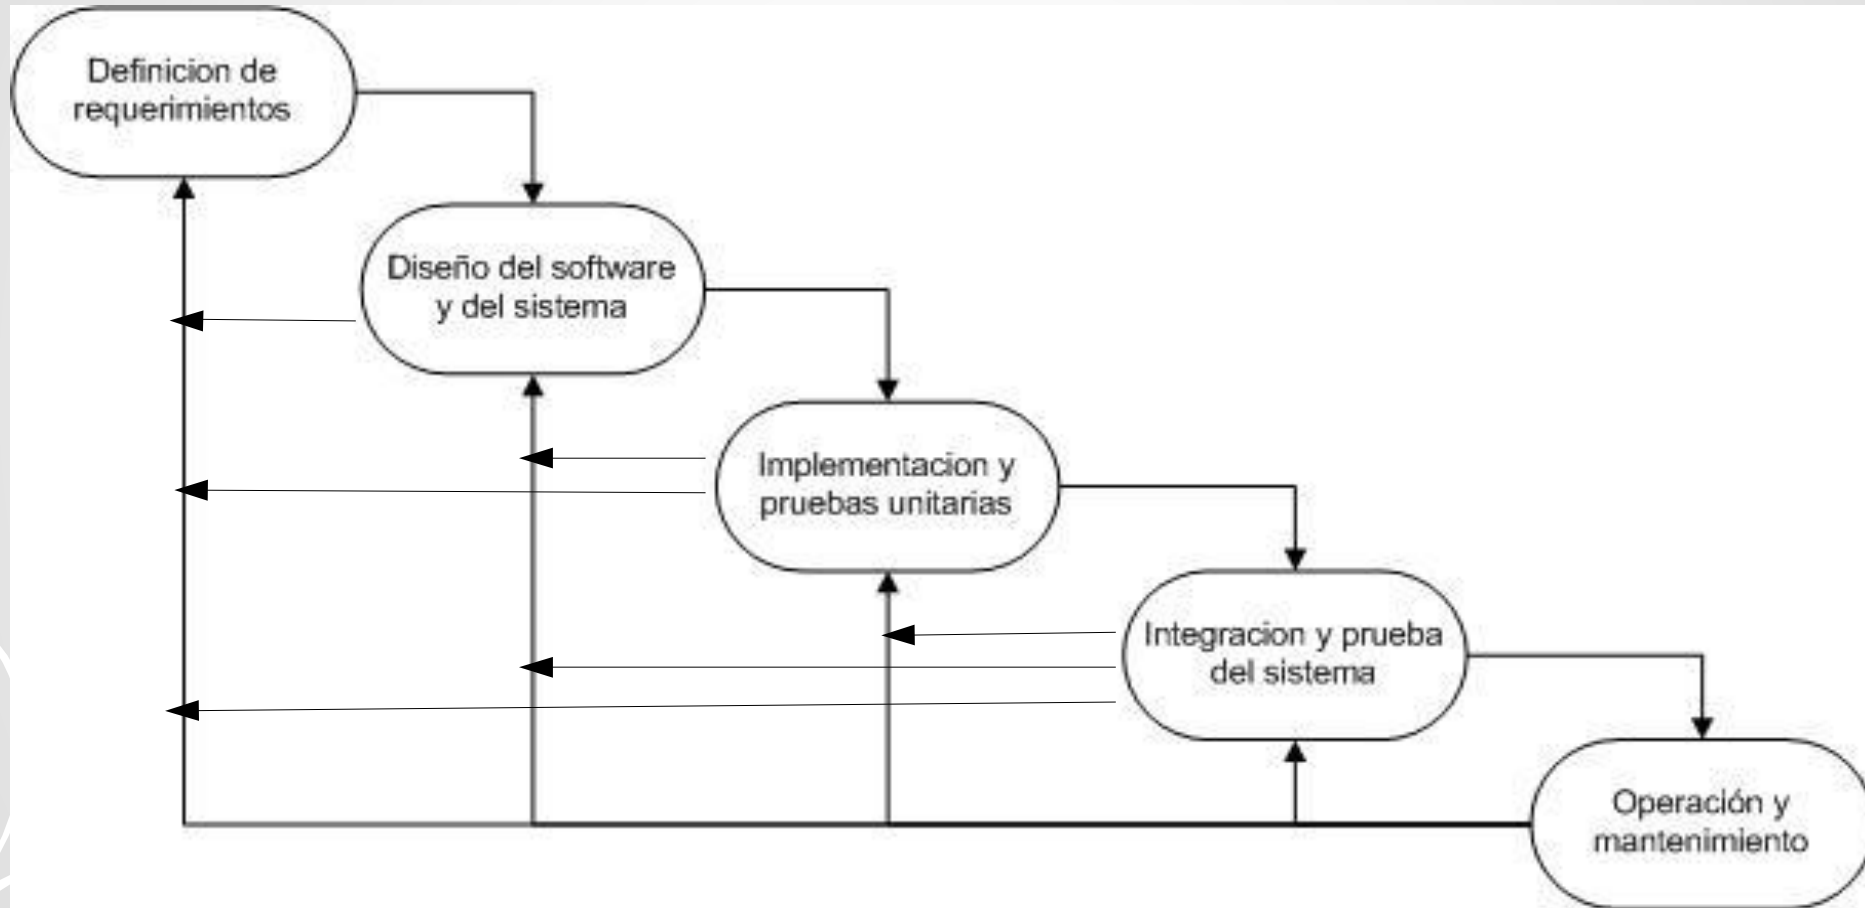 Definicion de
requerimientos
Diseño del software
y del sistema
Implementacion y
pruebas unitarias
Integracion y prueba
del sistema
Operación y
mantenimiento